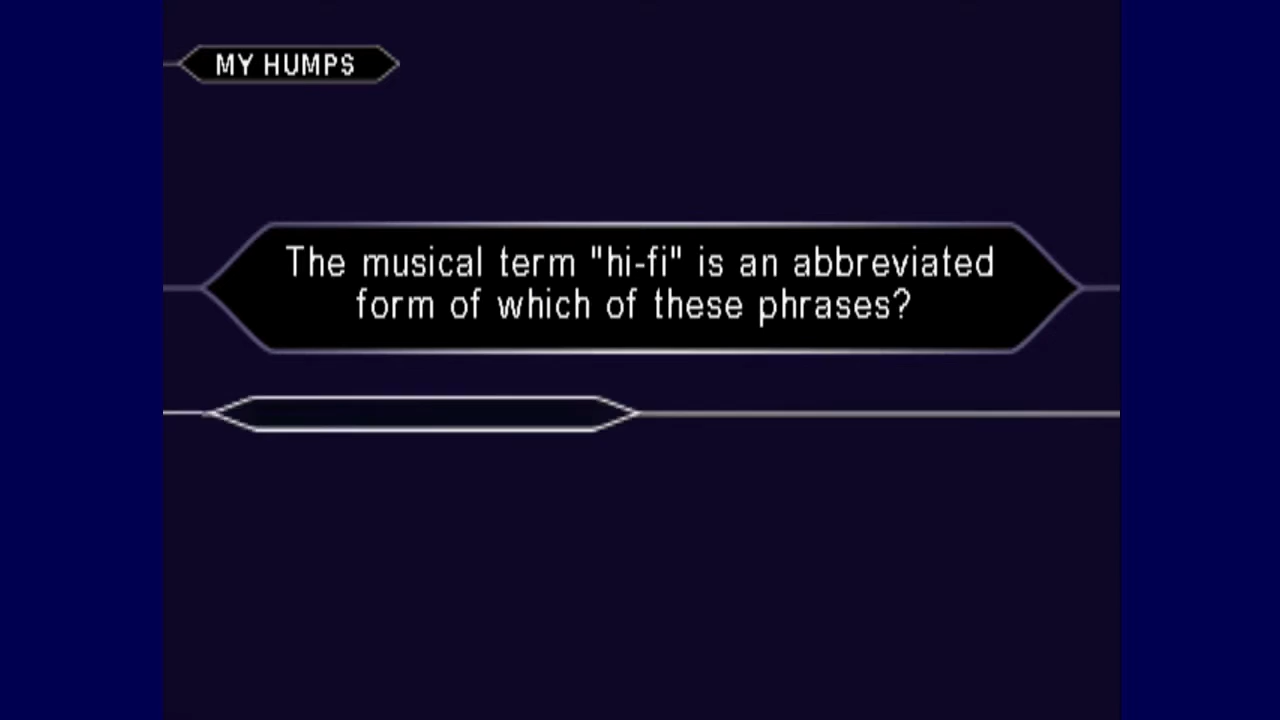 MY HUMPS
The musical term "hi-fi" is an abbreviated
form of which of these phrases?